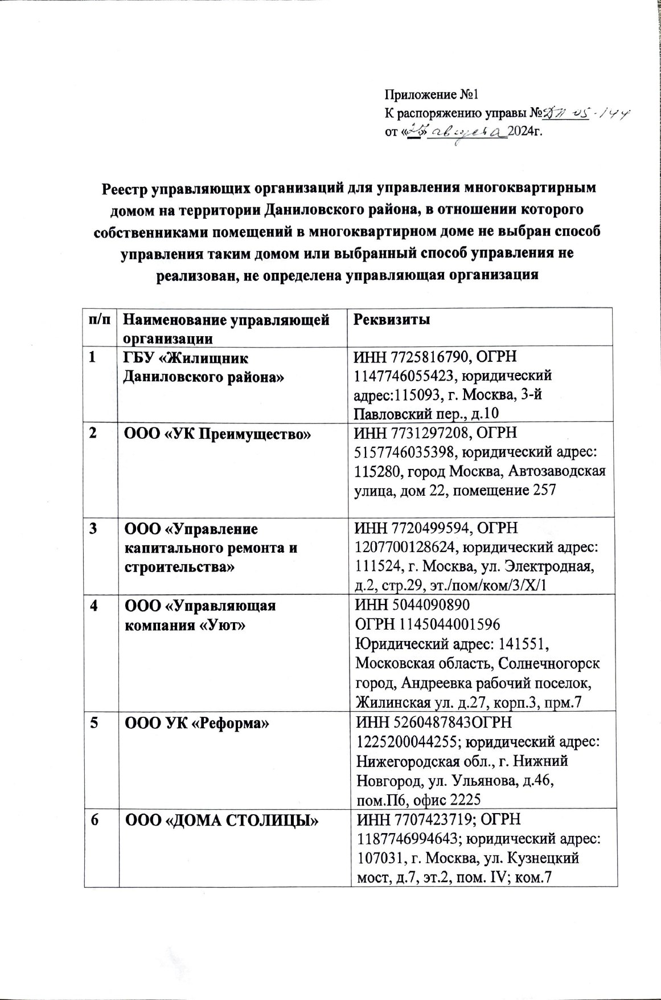 Приложение №1
К распоряжению управы № -05-144
от « » августа 2024г.
Реестр управляющих организаций для управления многоквартирным
домом на территории Даниловского района, в отношении которого
собственниками помещений в многоквартирном доме не выбран способ
управления таким домом или выбранный способ управления не
реализован, не определена управляющая организация
п/п Наименование управляющей Реквизиты
организации
1 ГБУ «Жилищник ИНН 7725816790, ОГРН
Даниловского района» 1147746055423, юридический
адрес:115093, г. Москва, 3-й
Павловский пер., д.10
2 ООО «УК Преимущество» ИНН 7731297208, ОГРН
5157746035398, юридический адрес:
115280, город Москва, Автозаводская
улица, дом 22, помещение 257
3 ООО «Управление ИНН 7720499594, ОГРН
капитального ремонта и 1207700128624, юридический адрес:
строительства» 111524, г. Москва, ул. Электродная,
д.2, стр.29, эт./пом/ком/3/X/1
4 ООО «Управляющая ИНН 5044090890
компания «Уют» ОГРН 1145044001596
Юридический адрес: 141551,
Московская область, Солнечногорск
город, Андреевка рабочий поселок,
Жилинская ул. д.27, корп.3, прм.7
5 ООО УК «Реформа» ИНН 5260487843ОГРН
1225200044255; юридический адрес:
Нижегородская обл., г. Нижний
Новгород, ул. Ульянова, д.46,
пом.П6, офис 2225
6 ООО «ДОМА СТОЛИЦЫ» ИНН 7707423719; ОГРН
1187746994643; юридический адрес:
107031, г. Москва, ул. Кузнецкий
мост, д.7, эт.2, пом. IV; ком.7